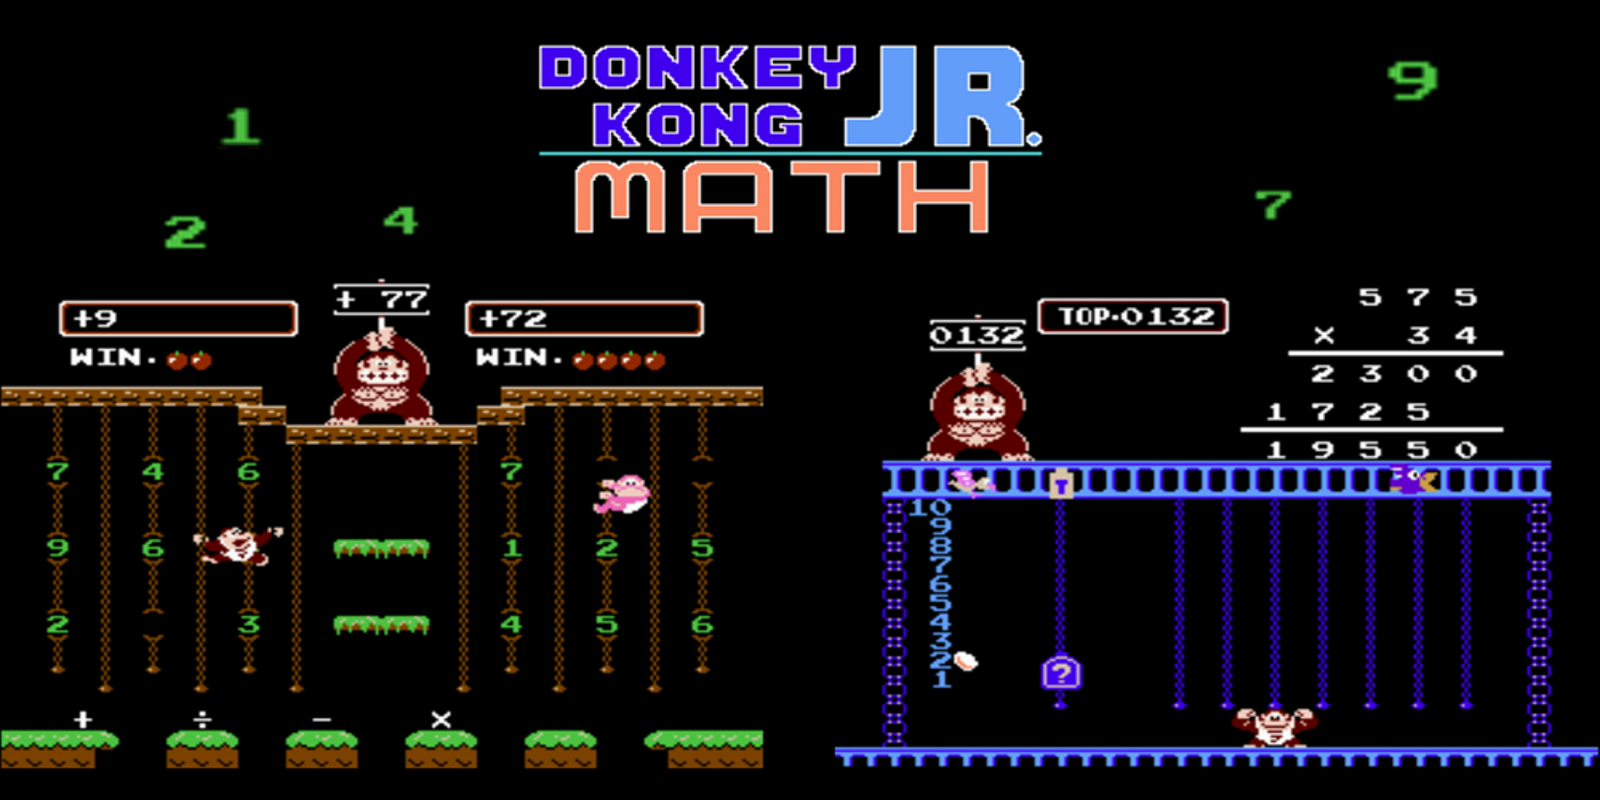 DONKEY KONG JR.
MATH
1
9
2
4
7
+9
WIN.
+ 77
+72
WIN.
7 4 6
9 6
2 3
7
1 2 5
4 5 6
+ ÷ − ×
0132
TOP·0132
5 7 5
× 3 4
2 3 0 0
1 7 2 5
1 9 5 5 0
T
10
9
8
7
6
5
4
3
2
1
?